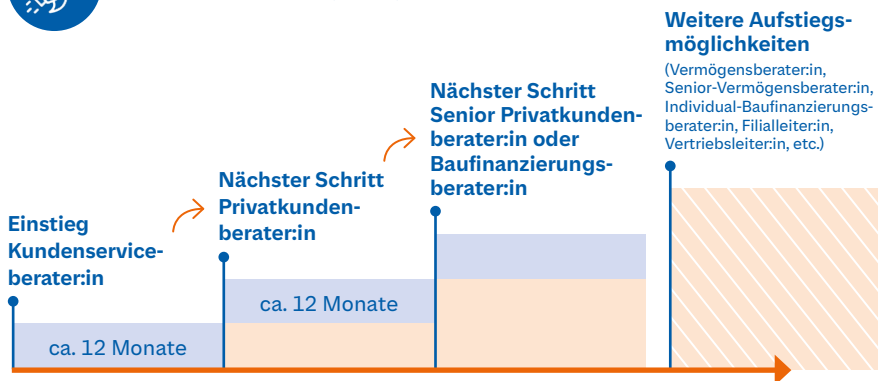 Einstieg
Kundenservice-
berater:in
ca. 12 Monate
Nächster Schritt
Privatkunden-
berater:in
ca. 12 Monate
Nächster Schritt
Senior Privatkunden-
berater:in oder
Baufinanzierungs-
berater:in
Weitere Aufstiegs-
möglichkeiten
(Vermögensberater:in,
Senior-Vermögensberater:in,
Individual-Baufinanzierungs-
berater:in, Filialleiter:in,
Vertriebsleiter:in, etc.)